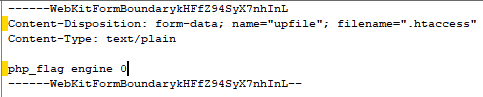 ------WebKitFormBoundarykHFfZ94SyX7nhInL
Content-Disposition: form-data; name="upfile"; filename=".htaccess"
Content-Type: text/plain

php_flag engine 0
------WebKitFormBoundarykHFfZ94SyX7nhInL--